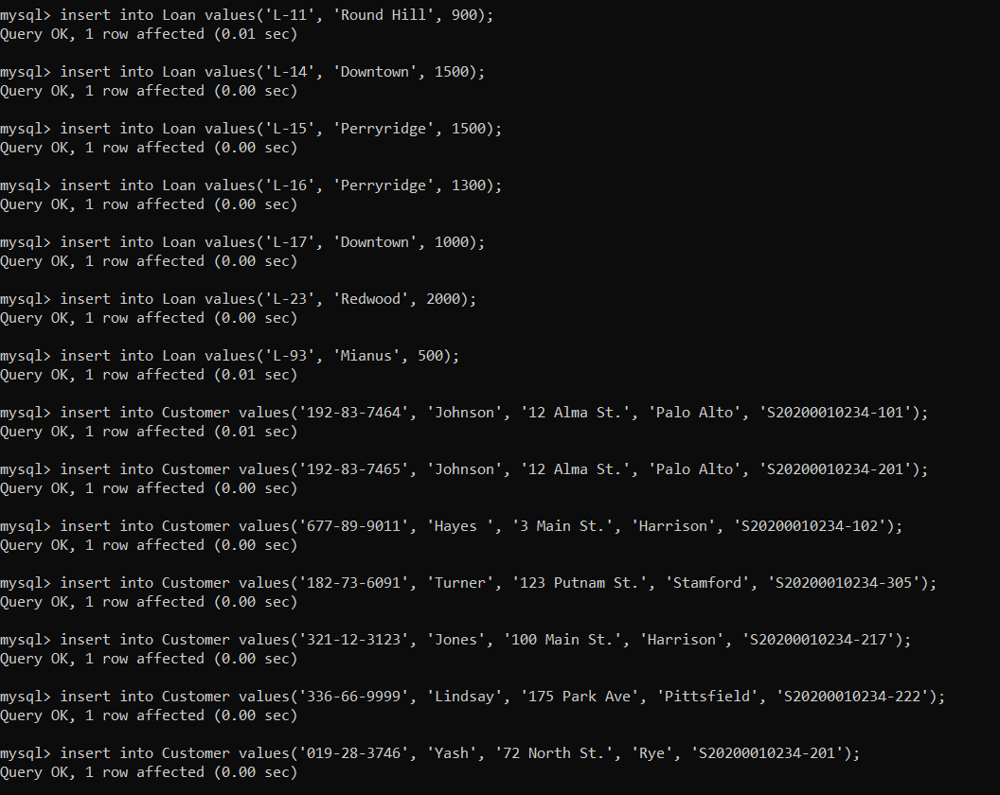 mysql> insert into Loan values('L-11', 'Round Hill', 900);
Query OK, 1 row affected (0.01 sec)
mysql> insert into Loan values('L-14', 'Downtown', 1500);
Query OK, 1 row affected (0.00 sec)
mysql> insert into Loan values('L-15', 'Perryridge', 1500);
Query OK, 1 row affected (0.00 sec)
mysql> insert into Loan values('L-16', 'Perryridge', 1300);
Query OK, 1 row affected (0.00 sec)
mysql> insert into Loan values('L-17', 'Downtown', 1000);
Query OK, 1 row affected (0.00 sec)
mysql> insert into Loan values('L-23', 'Redwood', 2000);
Query OK, 1 row affected (0.00 sec)
mysql> insert into Loan values('L-93', 'Mianus', 500);
Query OK, 1 row affected (0.01 sec)
mysql> insert into Customer values('192-83-7464', 'Johnson', '12 Alma St.', 'Palo Alto', 'S20200010234-101');
Query OK, 1 row affected (0.01 sec)
mysql> insert into Customer values('192-83-7465', 'Johnson', '12 Alma St.', 'Palo Alto', 'S20200010234-201');
Query OK, 1 row affected (0.00 sec)
mysql> insert into Customer values('677-89-9011', 'Hayes ', '3 Main St.', 'Harrison', 'S20200010234-102');
Query OK, 1 row affected (0.00 sec)
mysql> insert into Customer values('182-73-6091', 'Turner', '123 Putnam St.', 'Stamford', 'S20200010234-305');
Query OK, 1 row affected (0.00 sec)
mysql> insert into Customer values('321-12-3123', 'Jones', '100 Main St.', 'Harrison', 'S20200010234-217');
Query OK, 1 row affected (0.00 sec)
mysql> insert into Customer values('336-66-9999', 'Lindsay', '175 Park Ave', 'Pittsfield', 'S20200010234-222');
Query OK, 1 row affected (0.00 sec)
mysql> insert into Customer values('019-28-3746', 'Yash', '72 North St.', 'Rye', 'S20200010234-201');
Query OK, 1 row affected (0.00 sec)